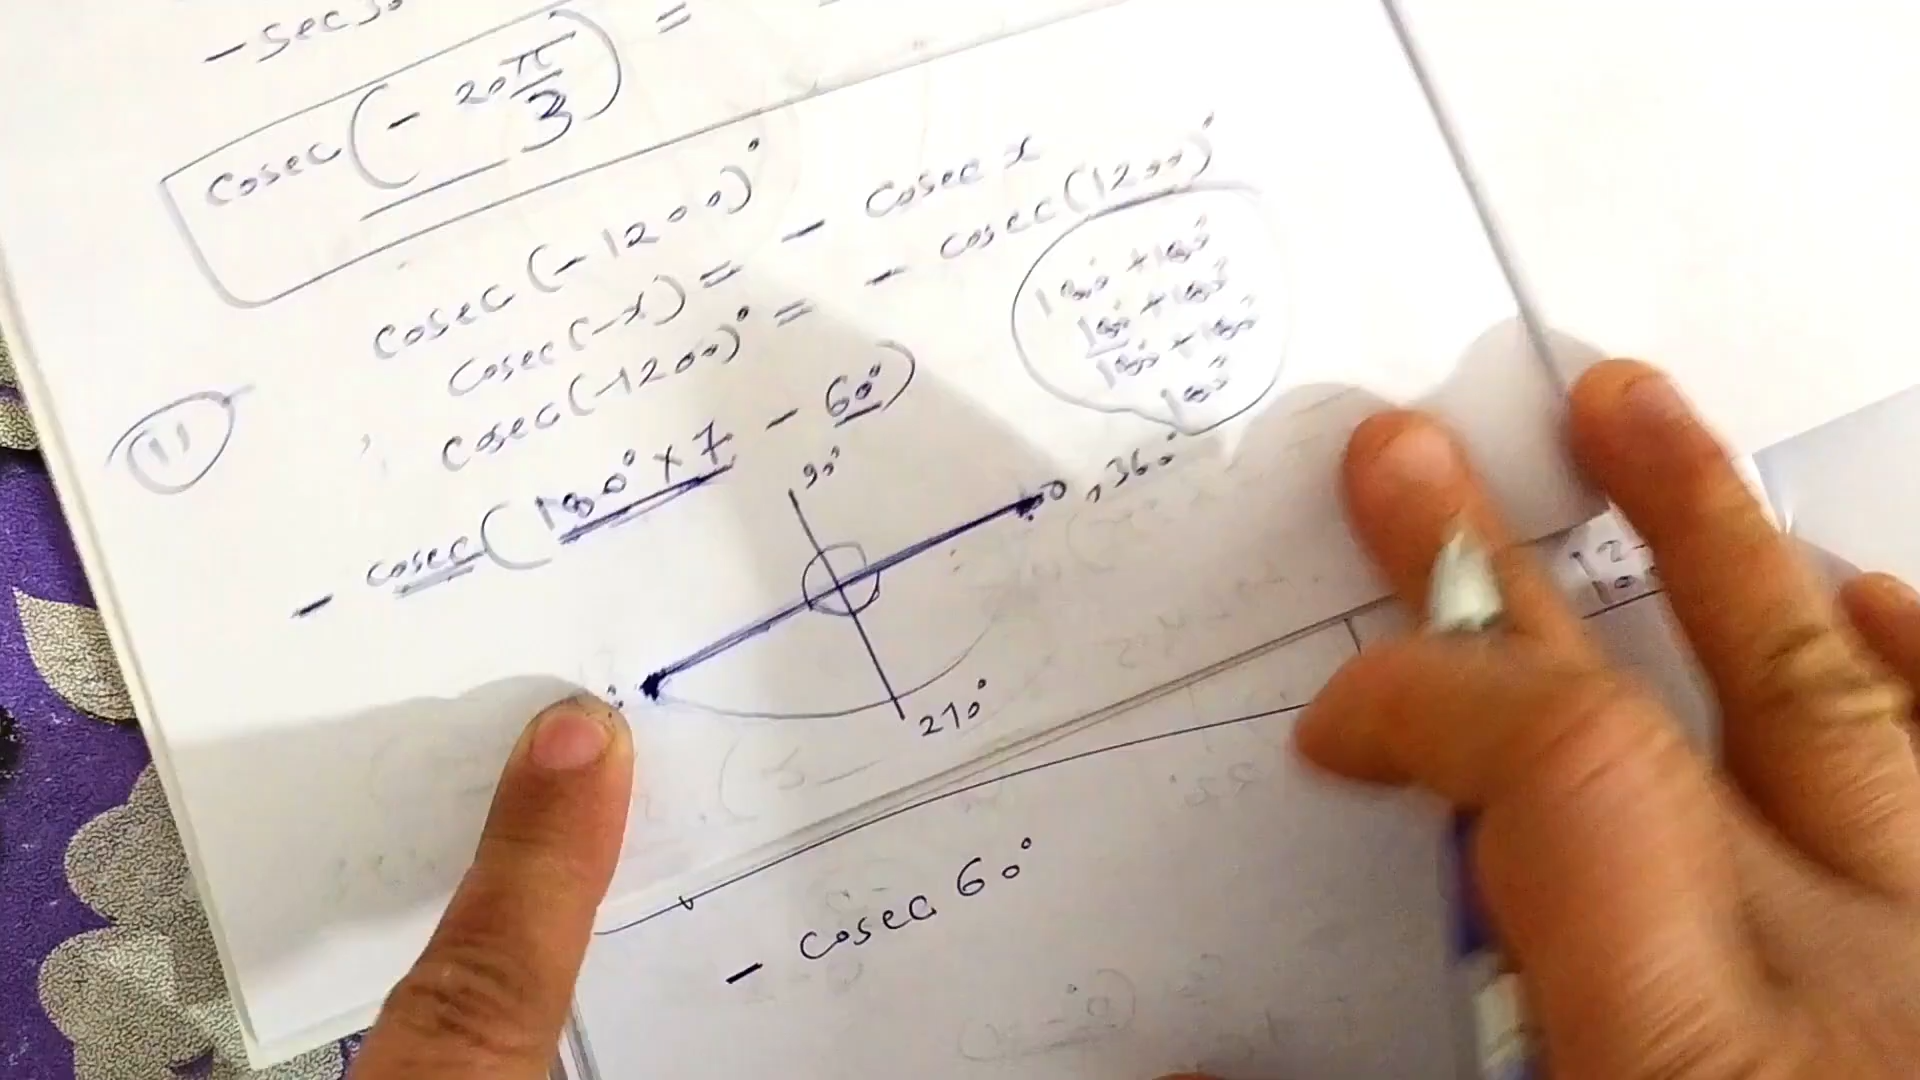 - sec
cosec(- 20π/3) =
cosec(-1200)°
cosec(-x) = - cosec x
cosec(-1200)° = - cosec(1200)°
180° + 180°
180° + 180°
180° + 180°
180°
11
- cosec(180° x 7 - 60°)
90°
0, 360°
270°
- cosec 60°